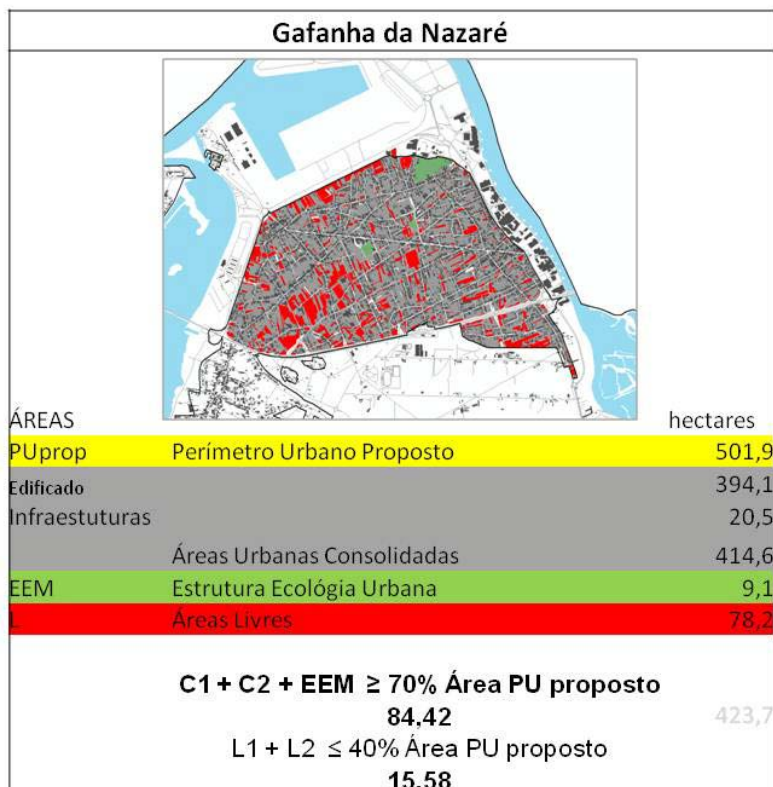 Gafanha da Nazaré
ÁREAS hectares
PUprop Perímetro Urbano Proposto 501,9
Edificado 394,1
Infraestuturas 20,5
Áreas Urbanas Consolidadas 414,6
EEM Estrutura Ecológia Urbana 9,1
L Áreas Livres 78,2
C1 + C2 + EEM ≥ 70% Área PU proposto
84,42 423,7
L1 + L2 ≤ 40% Área PU proposto
15,58